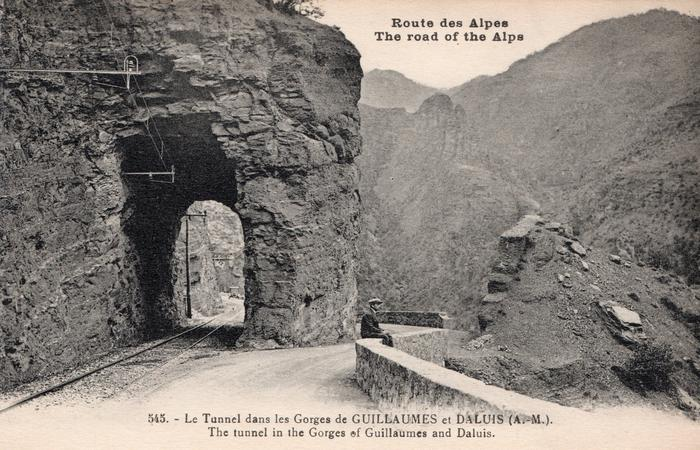 Route des Alpes
The road of the Alps
545. - Le Tunnel dans les Gorges de GUILLAUMES et DALUIS (A.-M.).
The tunnel in the Gorges of Guillaumes and Daluis.